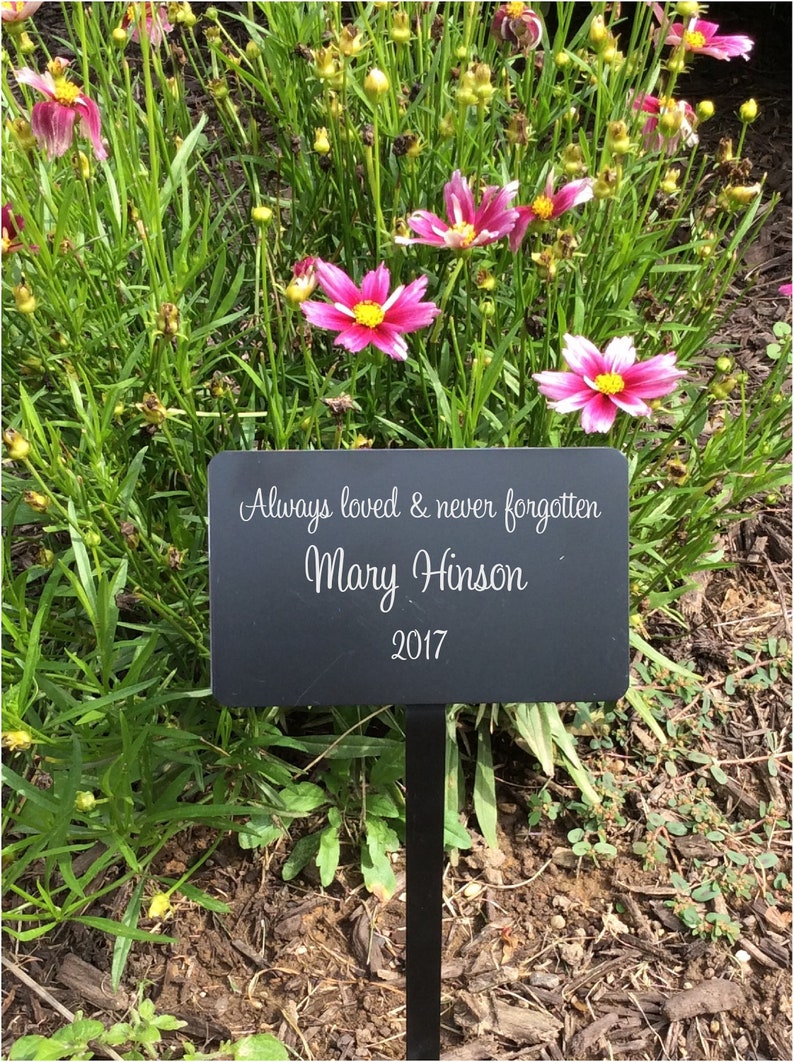 Always loved & never forgotten
Mary Hinson
2017